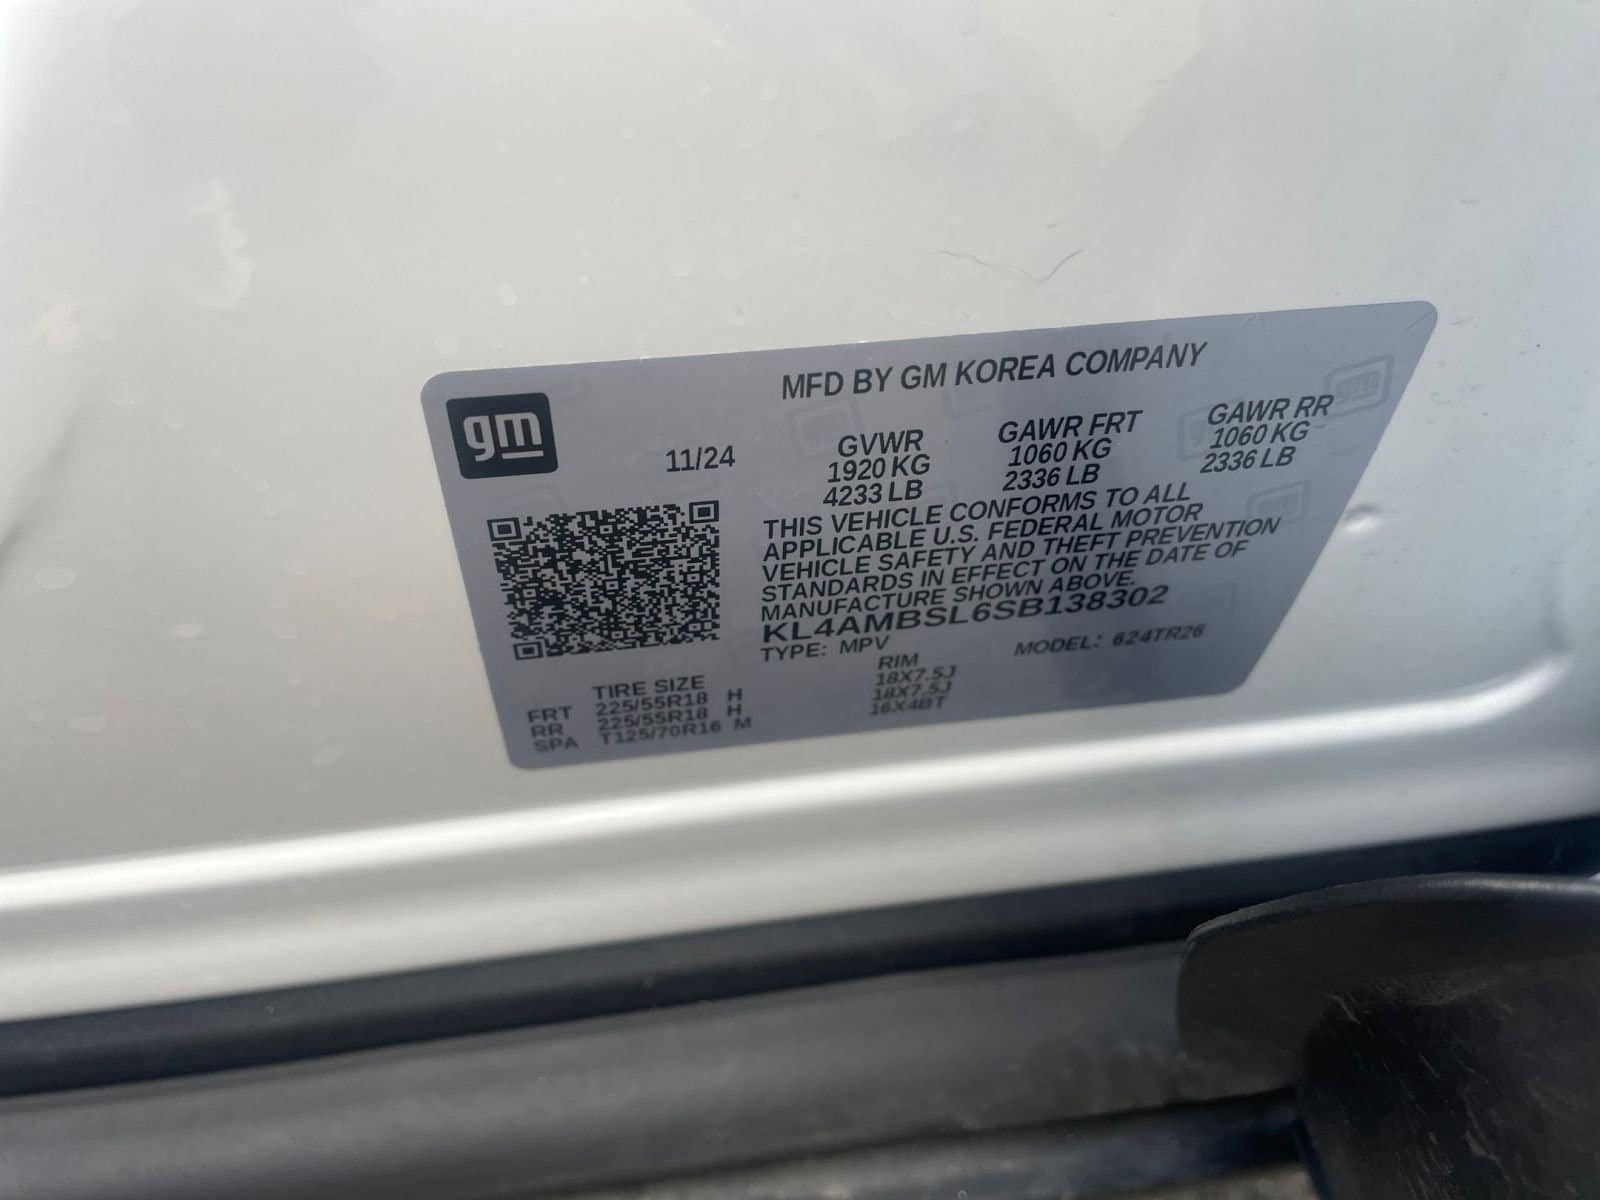 gm
MFD BY GM KOREA COMPANY
11/24
GVWR
1920 KG
4233 LB
GAWR FRT
1060 KG
2336 LB
GAWR RR
1060 KG
2336 LB
THIS VEHICLE CONFORMS TO ALL
APPLICABLE U.S. FEDERAL MOTOR
VEHICLE SAFETY AND THEFT PREVENTION
STANDARDS IN EFFECT ON THE DATE OF
MANUFACTURE SHOWN ABOVE.
KL4AMBSL6SB138302
TYPE: MPV
MODEL: 624TR26
TIRE SIZE
RIM
FRT 225/55R18 H 18X7.5J
RR 225/55R18 H 18X7.5J
SPA T125/70R16 M 16X4BT